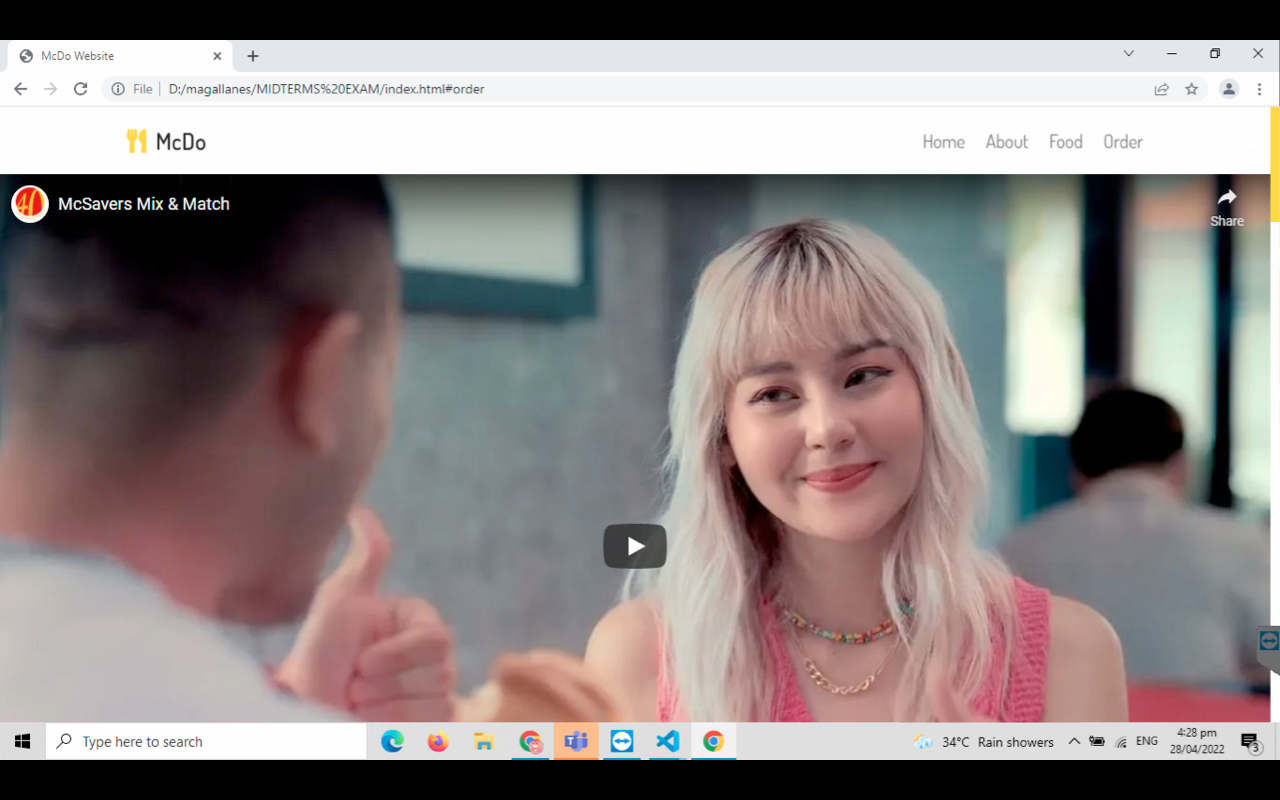 McDo Website
File
D:/magallanes/MIDTERMS%20EXAM/index.html#order
McDo
Home About Food Order
40 McSavers Mix & Match
Share
Type here to search
34°C Rain showers
ENG
4:28 pm
28/04/2022
3